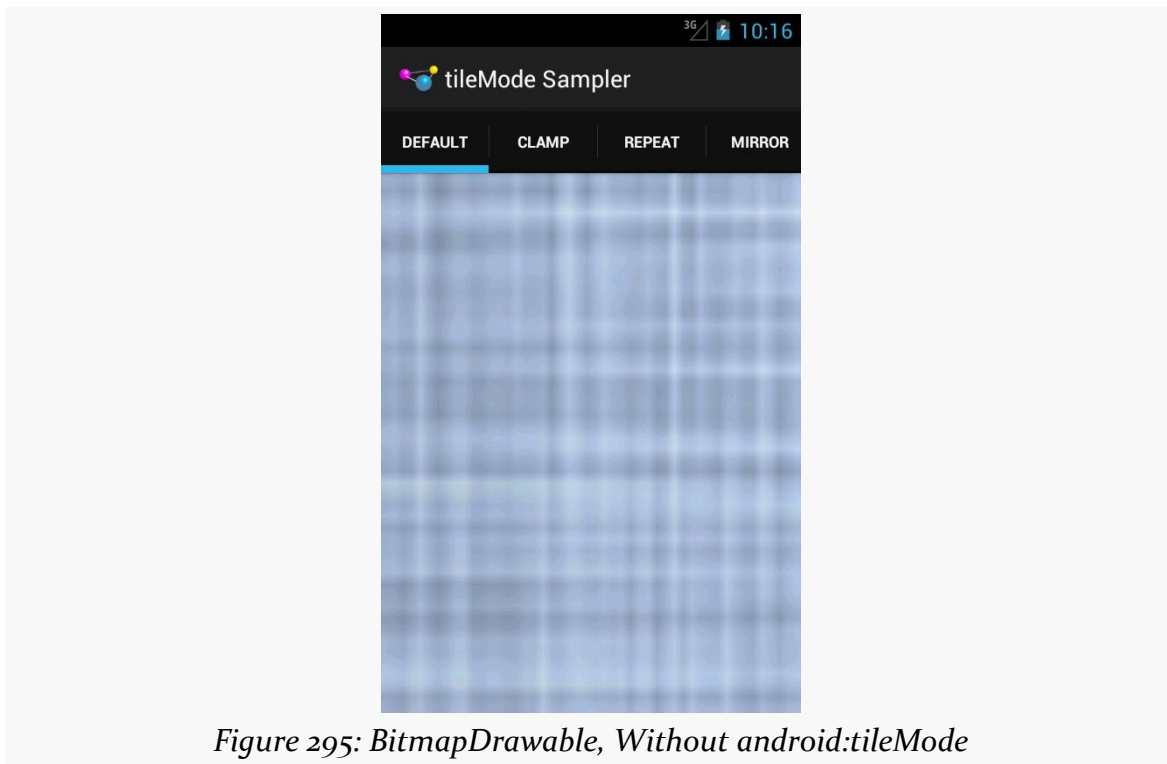 3G 10:16
tileMode Sampler
DEFAULT CLAMP REPEAT MIRROR
Figure 295: BitmapDrawable, Without android:tileMode